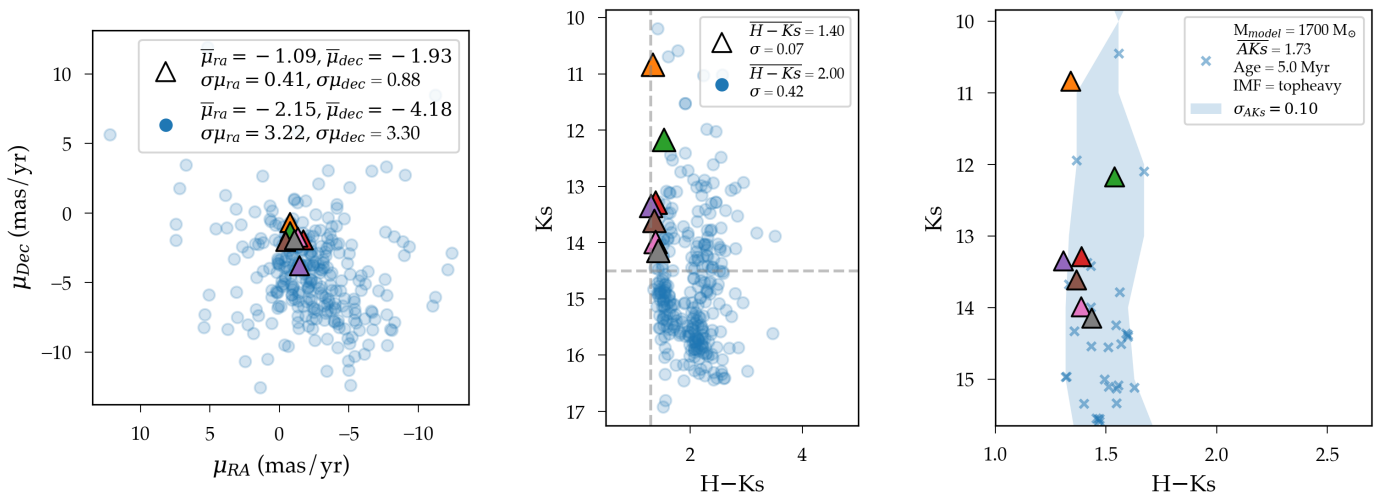 μ̅ra = −1.09, μ̅dec = −1.93
σμra = 0.41, σμdec = 0.88
μ̅ra = −2.15, μ̅dec = −4.18
σμra = 3.22, σμdec = 3.30
10
5
0
−5
−10
μDec (mas/yr)
10
5
0
−5
−10
μRA (mas/yr)
H − Ks = 1.40
σ = 0.07
H − Ks = 2.00
σ = 0.42
10
11
12
13
14
15
16
17
Ks
2
4
H−Ks
Mmodel = 1700 M⊙
AKs = 1.73
Age = 5.0 Myr
IMF = topheavy
σAKs = 0.10
10
11
12
13
14
15
Ks
1.0
1.5
2.0
2.5
H−Ks